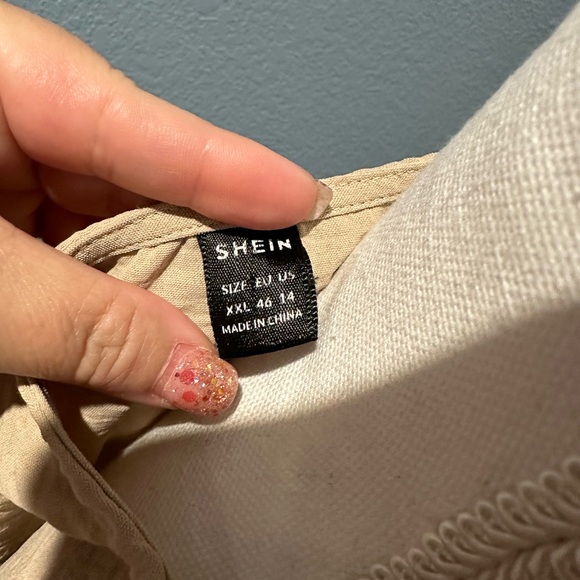 SHEIN
SIZE EU US
XXL 46 14
MADE IN CHINA